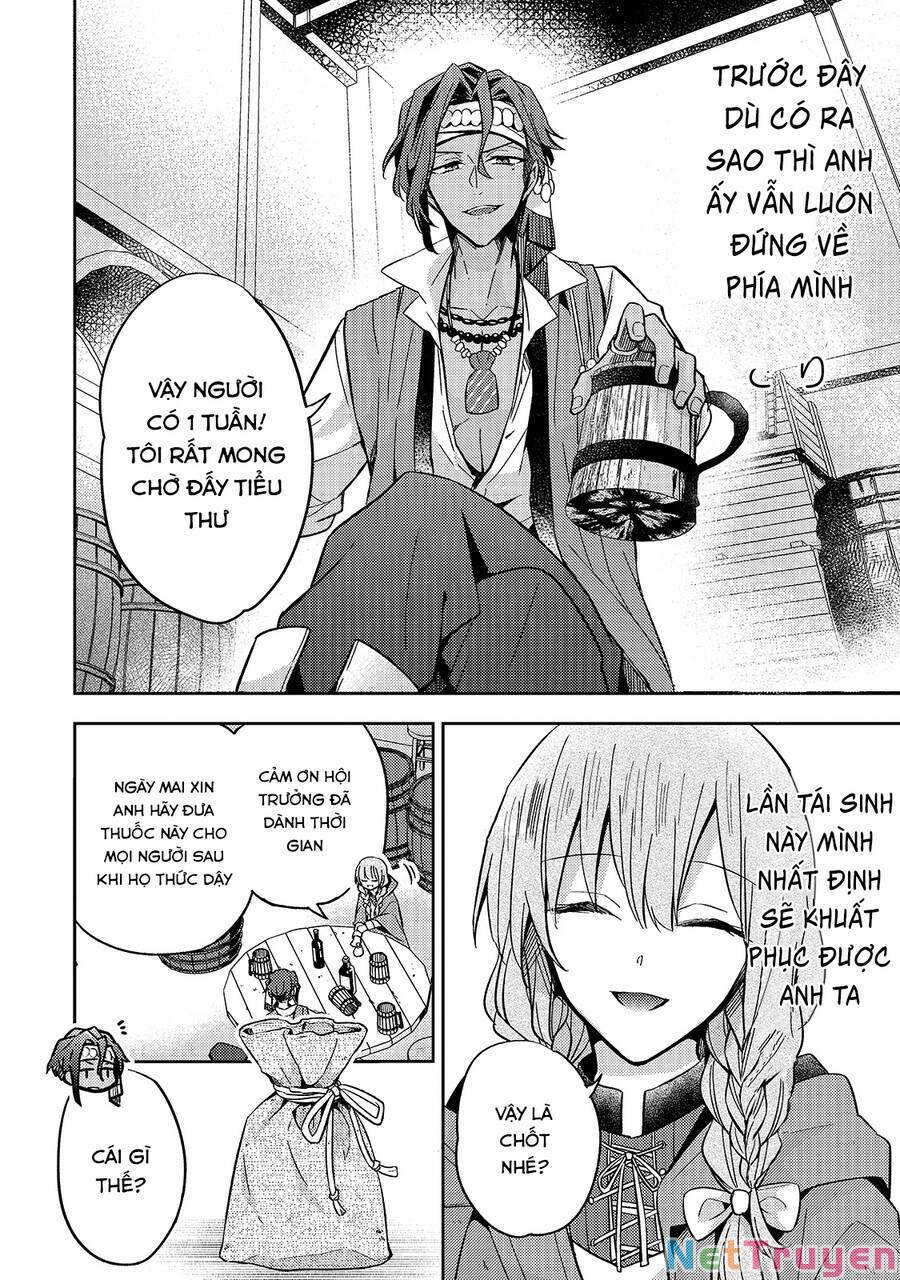 TRƯỚC ĐÂY
DÙ CÓ RA
SAO THÌ ANH
ẤY VẪN LUÔN
ĐỨNG VỀ
PHÍA MÌNH
VẬY NGƯỜI
CÓ 1 TUẦN!
TÔI RẤT MONG
CHỜ ĐẤY TIỂU
THƯ
LẦN TÁI SINH
NÀY MÌNH
NHẤT ĐỊNH
SẼ KHUẤT
PHỤC ĐƯỢC
ANH TA
VẬY LÀ
CHỐT
NHÉ?
CẢM ƠN HỘI
TRƯỞNG ĐÃ
DÀNH THỜI
GIAN
NGÀY MAI XIN
ANH HÃY ĐƯA
THUỐC NÀY CHO
MỌI NGƯỜI SAU
KHI HỌ THỨC DẬY
CÁI GÌ
THẾ?
NetTruyen